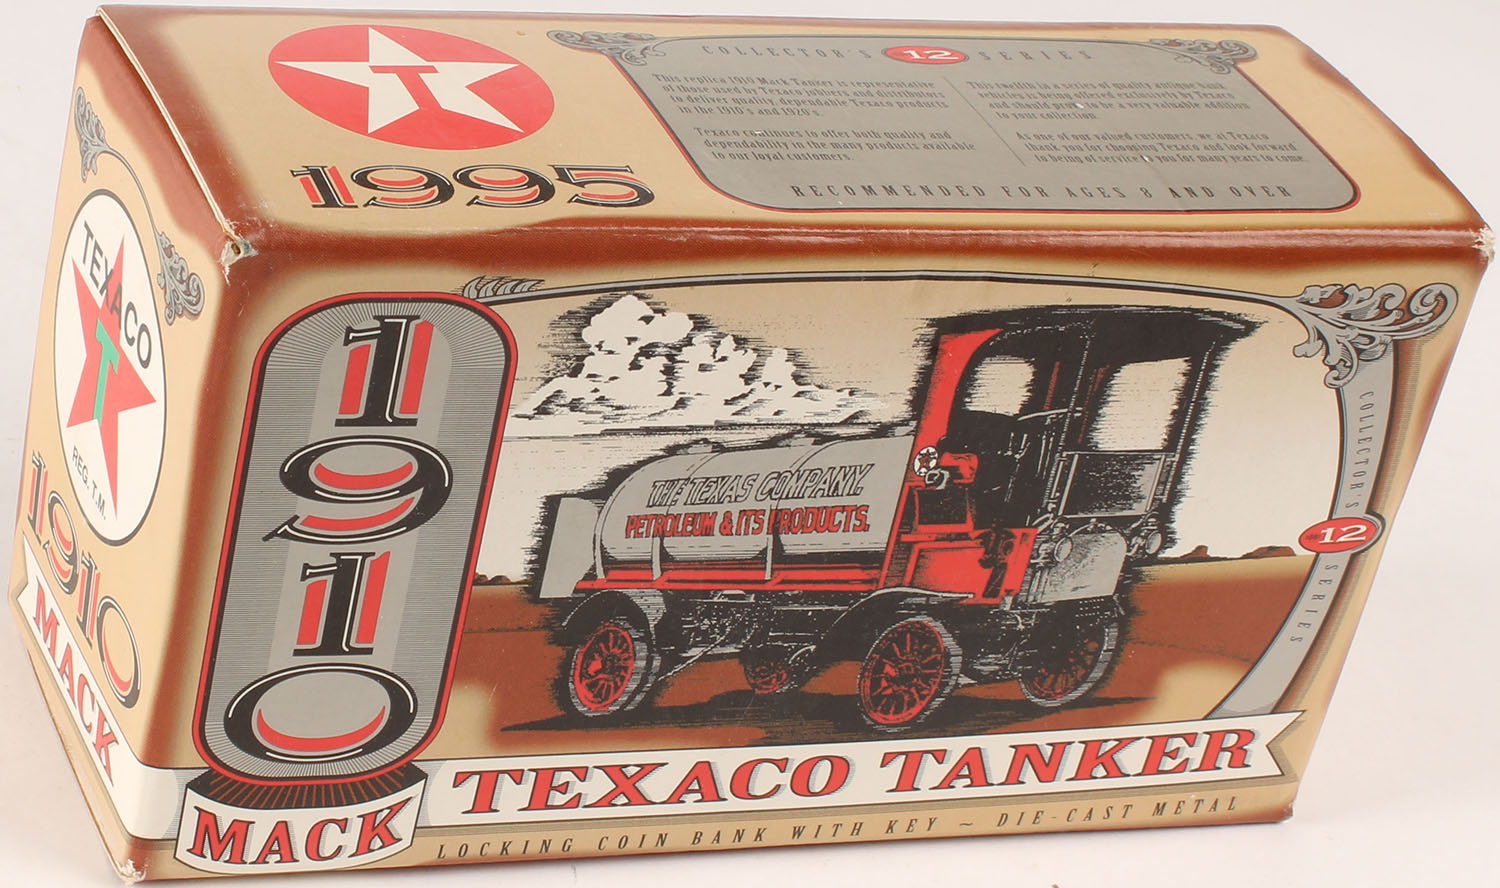 T
1995
COLLECTOR'S 12 SERIES
This replica 1910 Mack Tanker is representative
of those used by Texaco jobbers and distributors
to deliver quality, dependable Texaco products
in the 1910's and 1920's.
Texaco continues to offer both quality and
dependability in the many products available
to our loyal customers.
This twelfth in a series of quality antique bank
vehicles is being offered exclusively by Texaco
and should prove to be a very valuable addition
to your collection.
As one of our valued customers, we at Texaco
thank you for choosing Texaco and look forward
to being of service to you for many years to come
RECOMMENDED FOR AGES 8 AND OVER
TEXACO
T
REG. T.M.
1910
MACK
1910
MACK
THE TEXAS COMPANY.
PETROLEUM & ITS PRODUCTS.
COLLECTOR'S
12
SERIES
TEXACO TANKER
LOCKING COIN BANK WITH KEY ~ DIE-CAST METAL